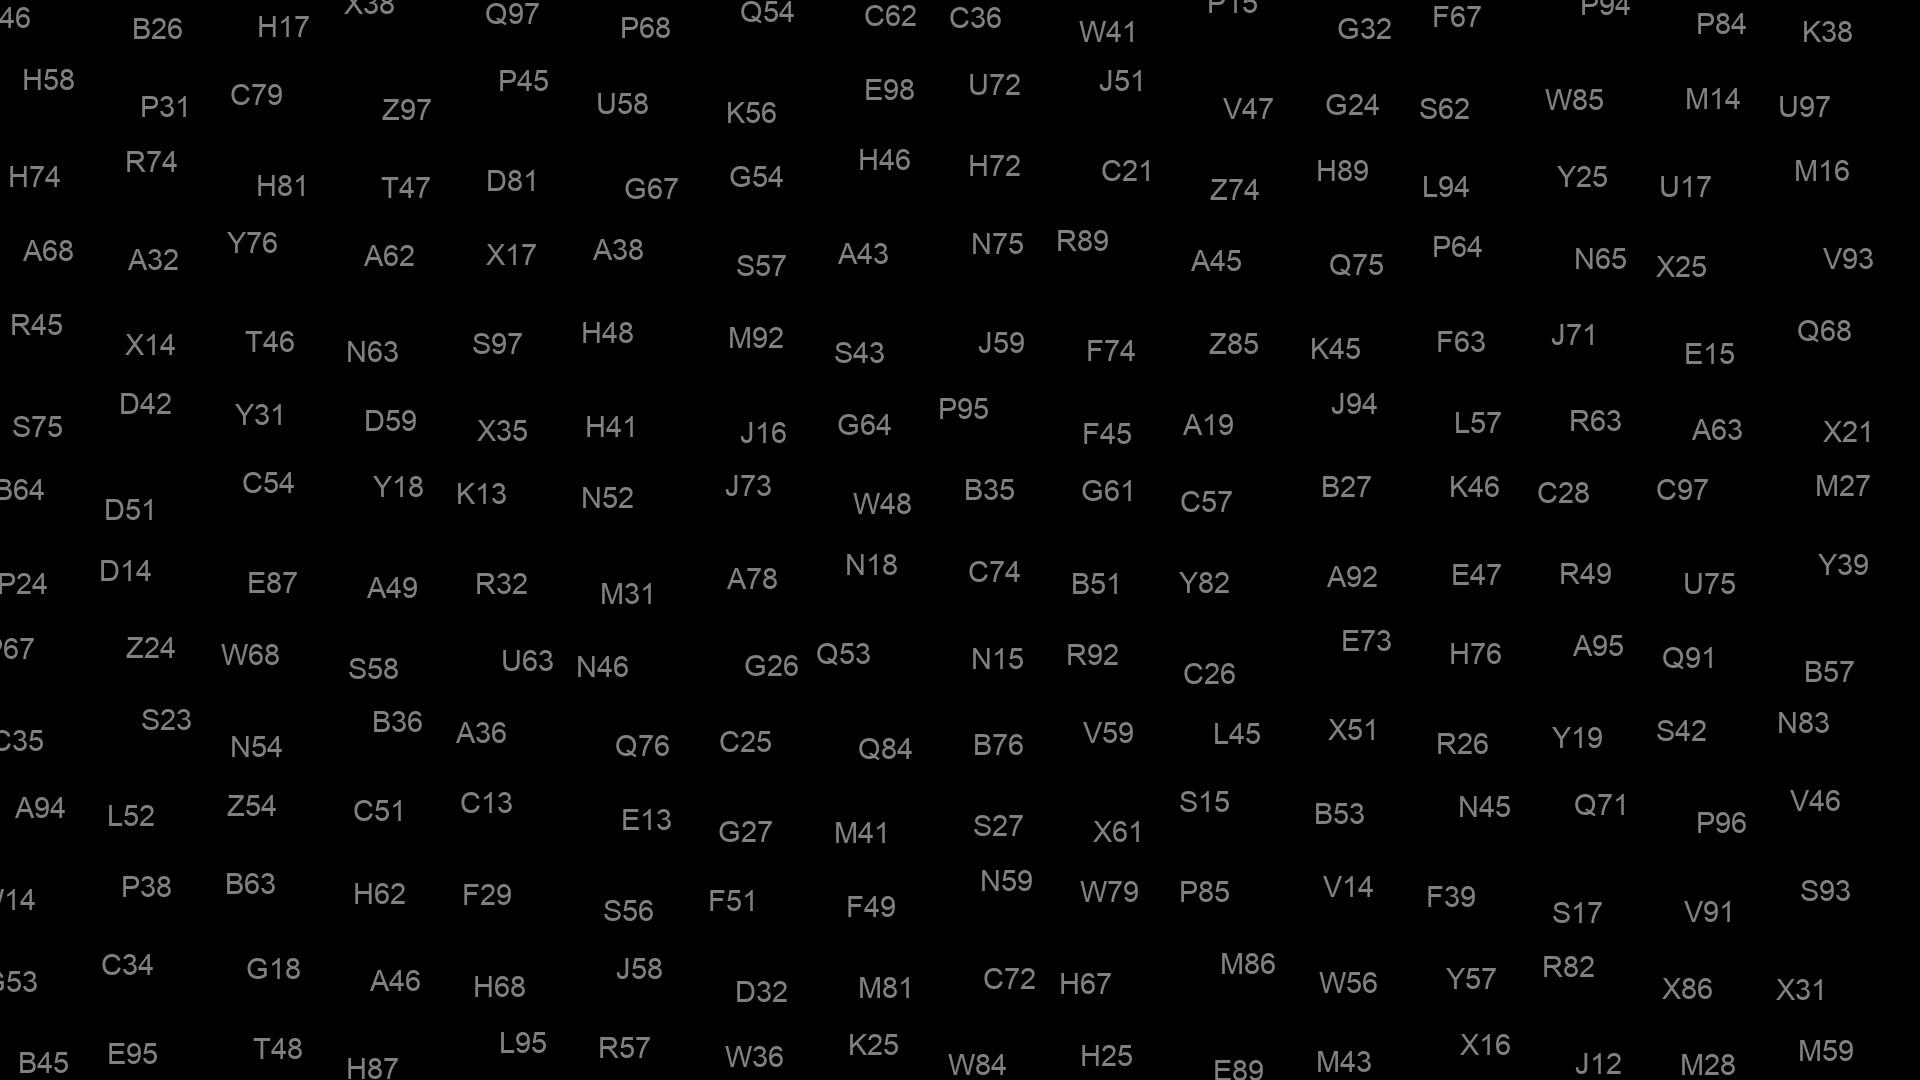 46 B26 H17 X38 Q97 P68 Q54 C62 C36 W41 P15 G32 F67 P94 P84 K38
H58 P31 C79 Z97 P45 U58 K56 E98 U72 J51 V47 G24 S62 W85 M14 U97
H74 R74 H81 T47 D81 G67 G54 H46 H72 C21 Z74 H89 L94 Y25 U17 M16
A68 A32 Y76 A62 X17 A38 S57 A43 N75 R89 A45 Q75 P64 N65 X25 V93
R45 X14 T46 N63 S97 H48 M92 S43 J59 F74 Z85 K45 F63 J71 E15 Q68
S75 D42 Y31 D59 X35 H41 J16 G64 P95 F45 A19 J94 L57 R63 A63 X21
B64 D51 C54 Y18 K13 N52 J73 W48 B35 G61 C57 B27 K46 C28 C97 M27
P24 D14 E87 A49 R32 M31 A78 N18 C74 B51 Y82 A92 E47 R49 U75 Y39
67 Z24 W68 S58 U63 N46 G26 Q53 N15 R92 C26 E73 H76 A95 Q91 B57
C35 S23 N54 B36 A36 Q76 C25 Q84 B76 V59 L45 X51 R26 Y19 S42 N83
A94 L52 Z54 C51 C13 E13 G27 M41 S27 X61 S15 B53 N45 Q71 P96 V46
14 P38 B63 H62 F29 S56 F51 F49 N59 W79 P85 V14 F39 S17 V91 S93
53 C34 G18 A46 H68 J58 D32 M81 C72 H67 M86 W56 Y57 R82 X86 X31
B45 E95 T48 H87 L95 R57 W36 K25 W84 H25 E89 M43 X16 J12 M28 M59